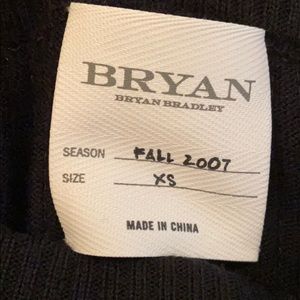 BRYAN
BRYAN BRADLEY
SEASON FALL 2007
SIZE XS
MADE IN CHINA